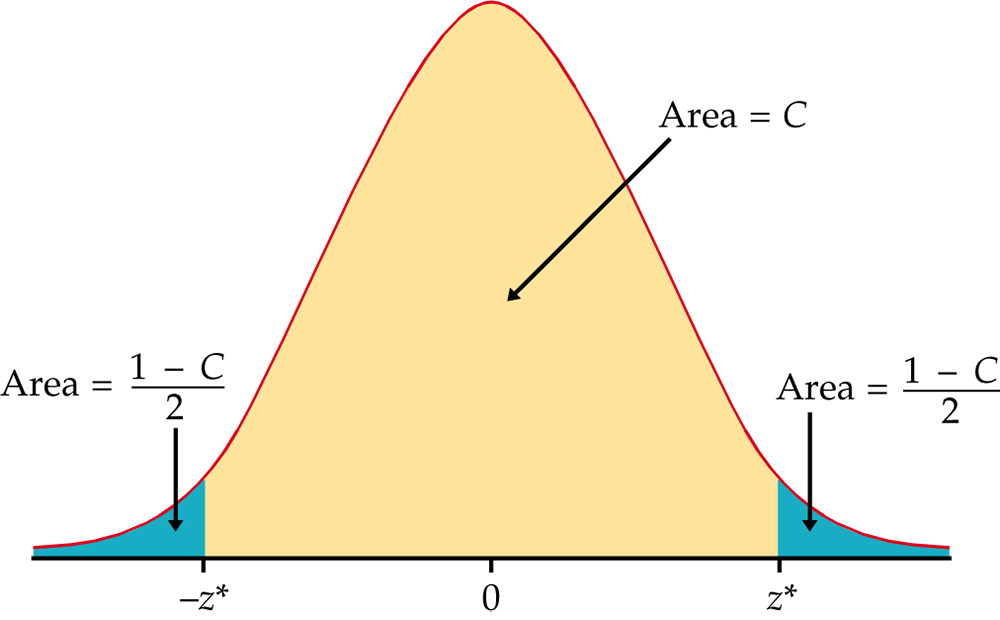 Area = C
Area = 1 – C
2
Area = 1 – C
2
–z*
0
z*